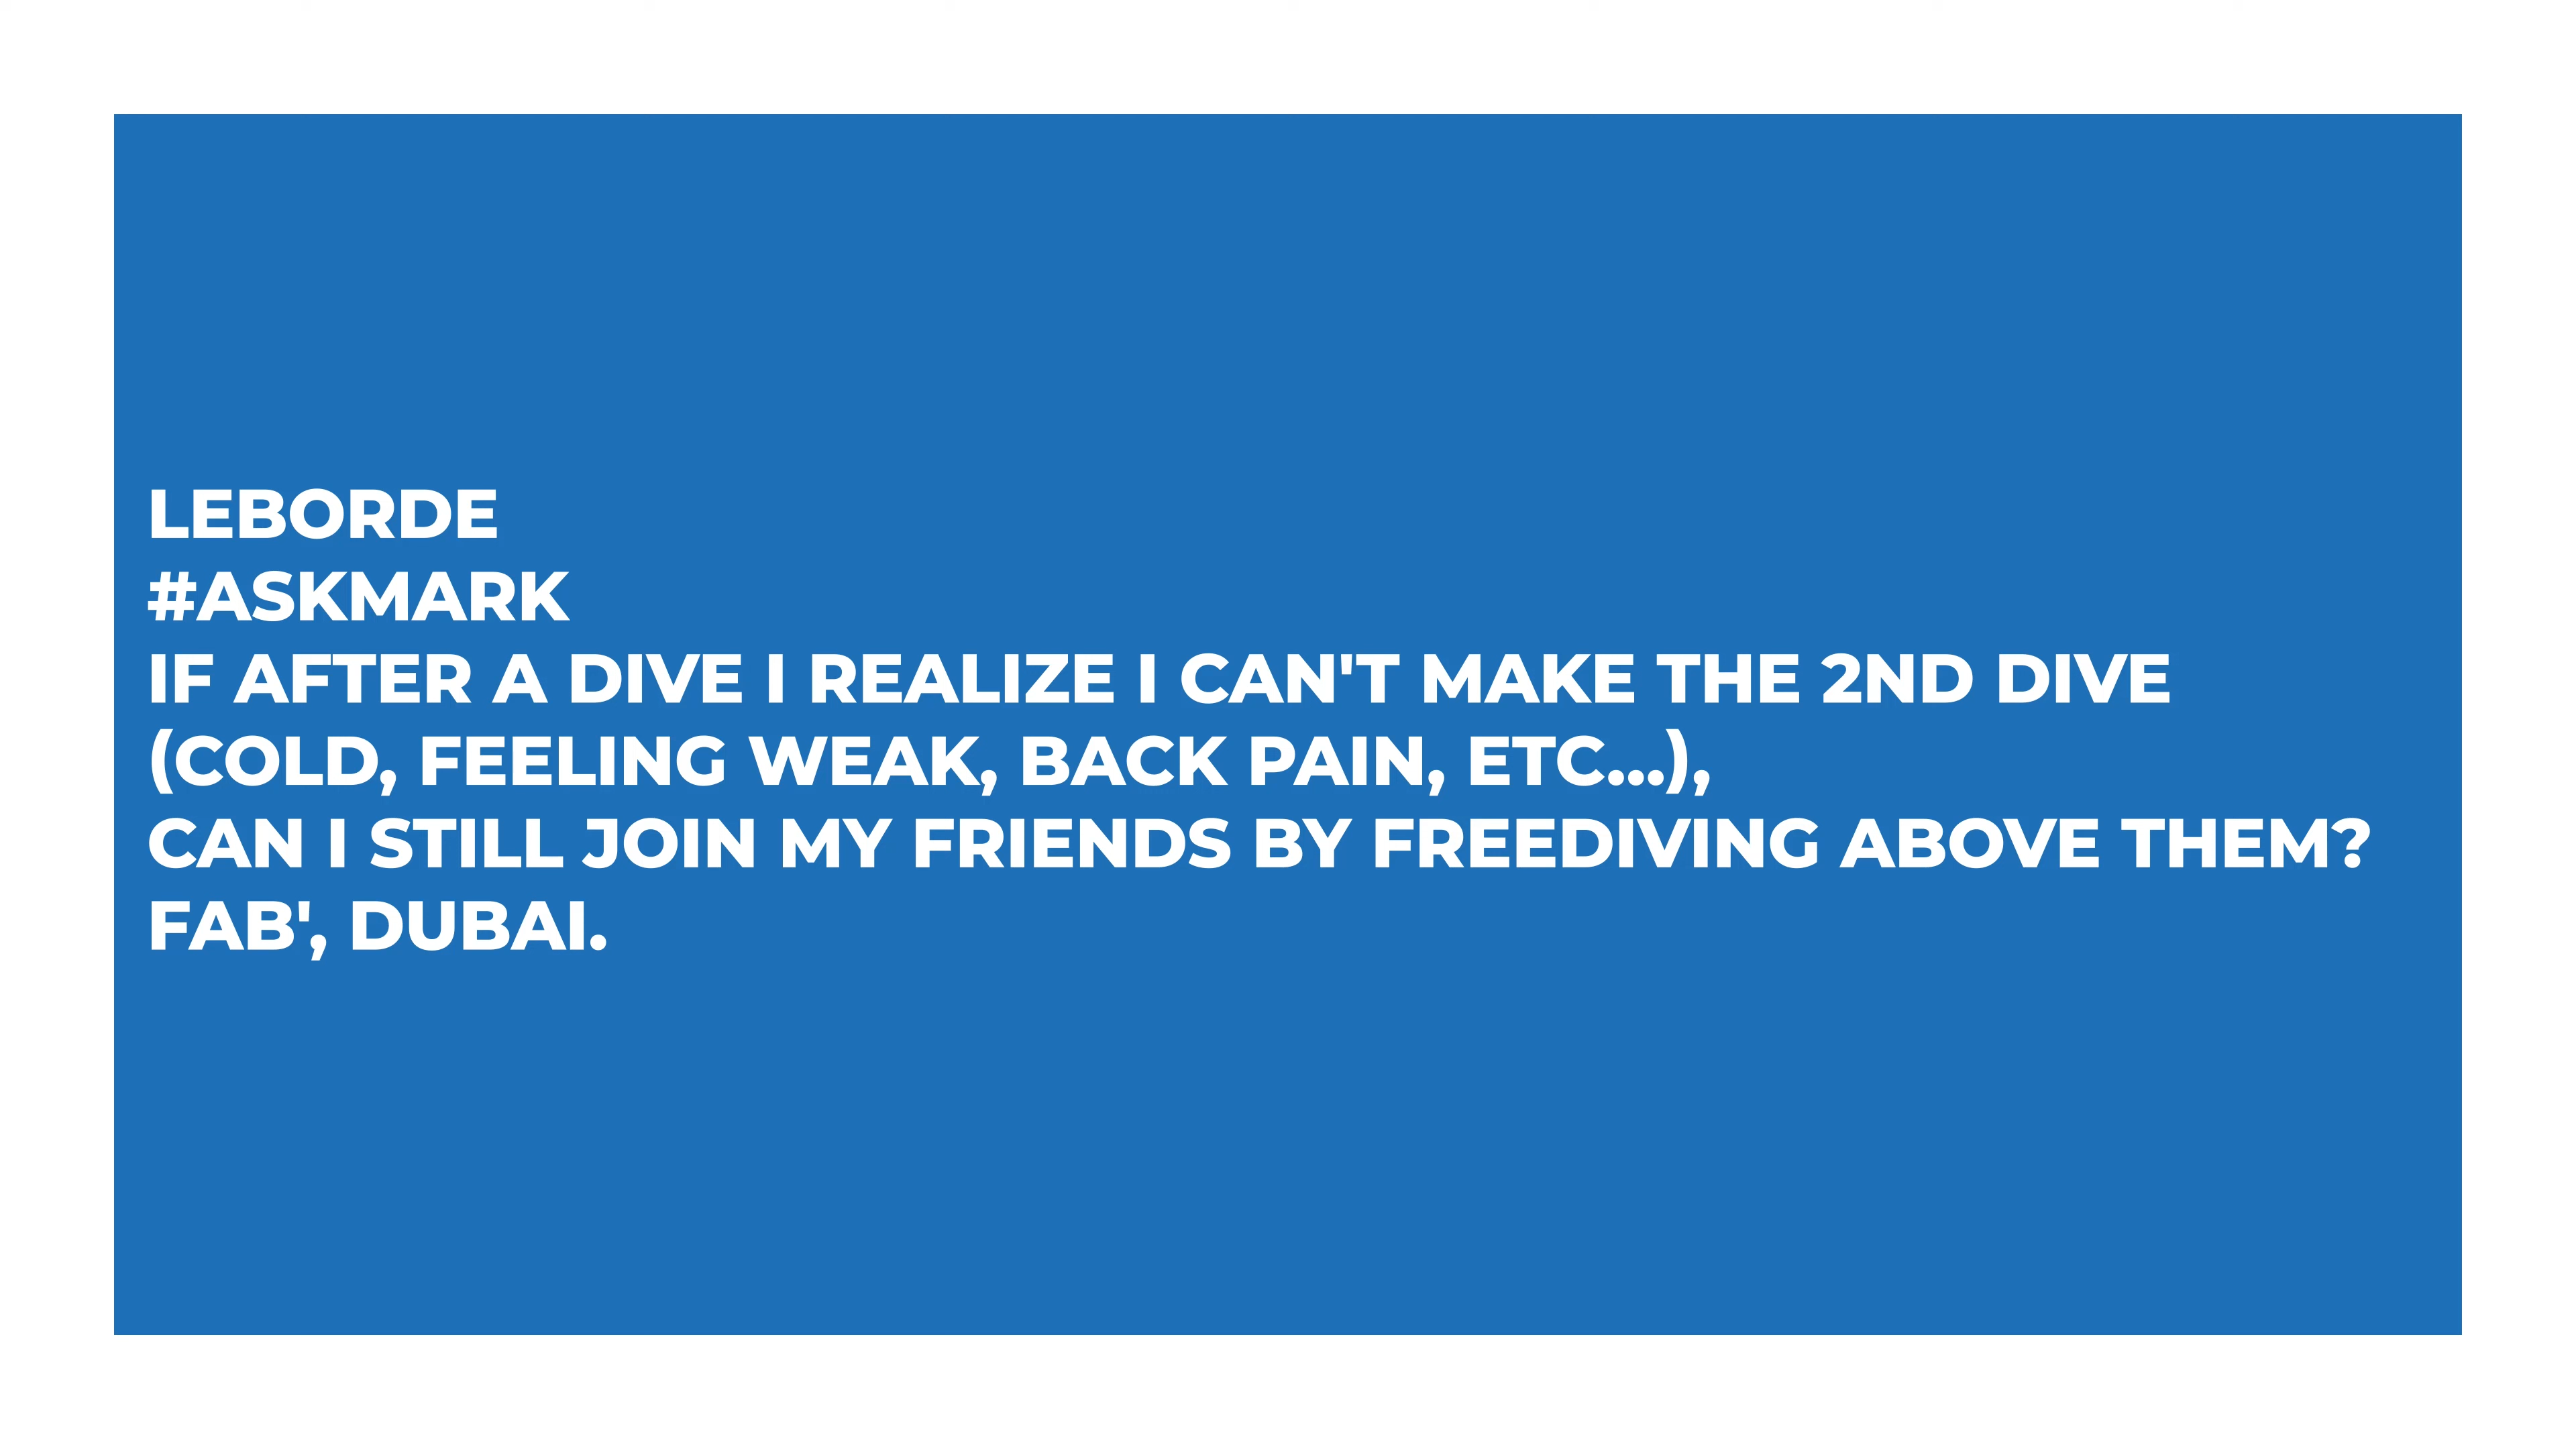 LEBORDE
#ASKMARK
IF AFTER A DIVE I REALIZE I CAN'T MAKE THE 2ND DIVE
(COLD, FEELING WEAK, BACK PAIN, ETC...),
CAN I STILL JOIN MY FRIENDS BY FREEDIVING ABOVE THEM?
FAB', DUBAI.